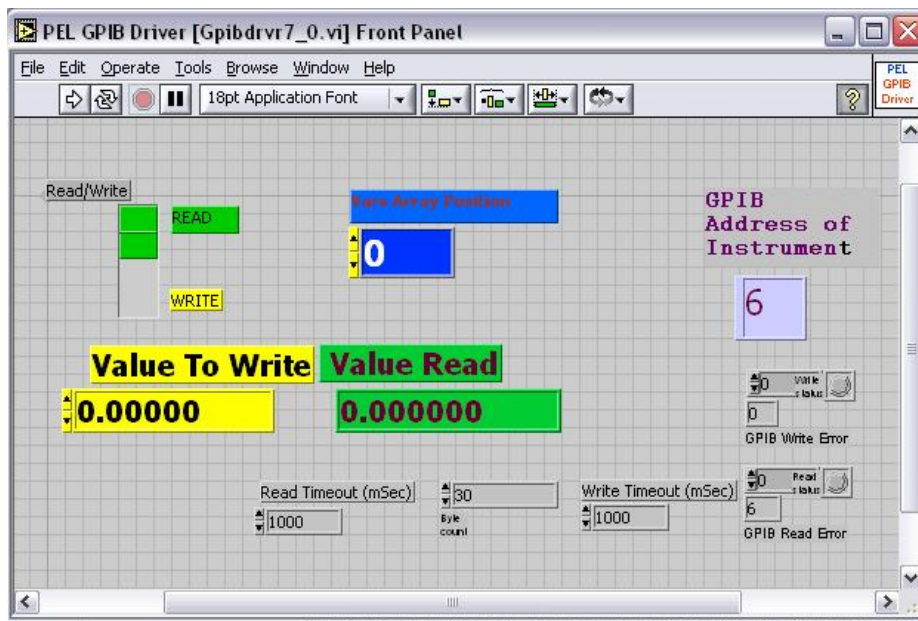 PEL GPIB Driver [Gpibdrvr7_0.vi] Front Panel
File Edit Operate Tools Browse Window Help
18pt Application Font
?
PEL
GPIB
Driver
Read/Write
READ
WRITE
Vars Array Position
0
GPIB
Address of
Instrument
6
Value To Write
0.00000
Value Read
0.000000
0
Write
status
0
GPIB Write Error
Read Timeout (mSec)
1000
30
Byte
count
Write Timeout (mSec)
1000
0
Read
status
6
GPIB Read Error